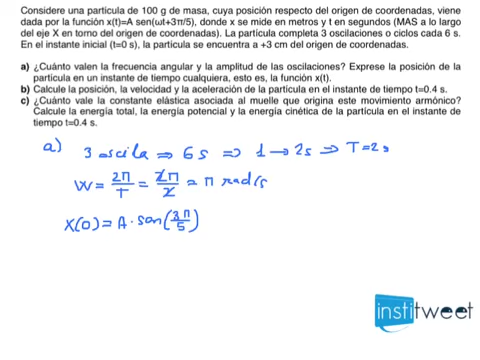 Considere una partícula de 100 g de masa, cuya posición respecto del origen de coordenadas, viene
dada por la función x(t)=A sen(ωt+3π/5), donde x se mide en metros y t en segundos (MAS a lo largo
del eje X en torno del origen de coordenadas). La partícula completa 3 oscilaciones o ciclos cada 6 s.
En el instante inicial (t=0 s), la partícula se encuentra a +3 cm del origen de coordenadas.
a) ¿Cuánto valen la frecuencia angular y la amplitud de las oscilaciones? Exprese la posición de la
partícula en un instante de tiempo cualquiera, esto es, la función x(t).
b) Calcule la posición, la velocidad y la aceleración de la partícula en el instante de tiempo t=0.4 s.
c) ¿Cuánto vale la constante elástica asociada al muelle que origina este movimiento armónico?
Calcule la energía total, la energía potencial y la energía cinética de la partícula en el instante de
tiempo t=0.4 s.
a) 3 oscila ⇒ 6 s ⇒ 1 → 2s ⇒ T=2s
W = 2π/T = 2π/2 = π rad/s
X(0) = A · sen(3π/5)
institweet